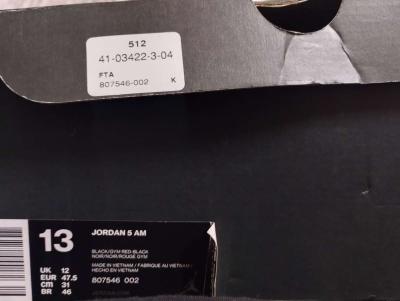 512
41-03422-3-04
FTA
807546-002 K
13 JORDAN 5 AM
UK 12
EUR 47.5
cm 31
BR 46
BLACK/GYM RED-BLACK
NOIR/NOIR/ROUGE GYM
MADE IN VIETNAM / FABRIQUE AU VIETNAM /
HECHO EN VIETNAM
807546 002